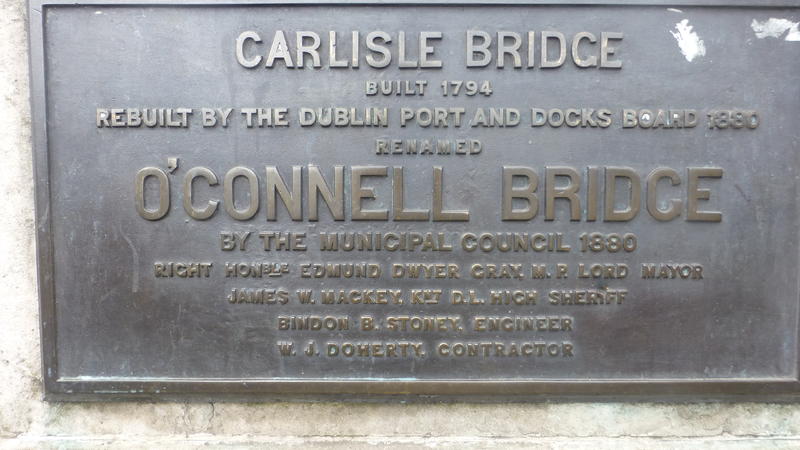 CARLISLE BRIDGE
BUILT 1794
REBUILT BY THE DUBLIN PORT AND DOCKS BOARD 1880
RENAMED
O'CONNELL BRIDGE
BY THE MUNICIPAL COUNCIL 1880
RIGHT HONBLE EDMUND DWYER GRAY, M.P. LORD MAYOR
JAMES W. MACKEY, KNT D.L. HIGH SHERIFF
BINDON B. STONEY, ENGINEER
W. J. DOHERTY, CONTRACTOR